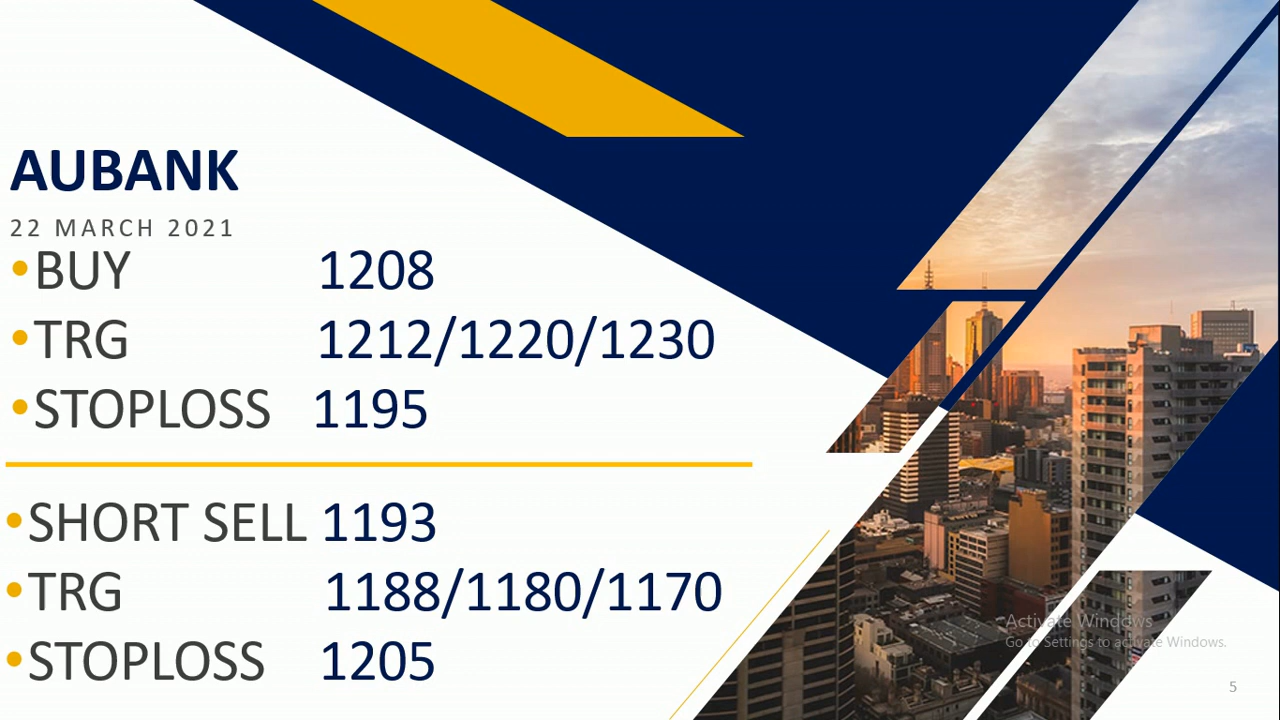 AUBANK
22 MARCH 2021
•BUY 1208
•TRG 1212/1220/1230
•STOPLOSS 1195
•SHORT SELL 1193
•TRG 1188/1180/1170
•STOPLOSS 1205
Activate Windows
Go to Settings to activate Windows.
5